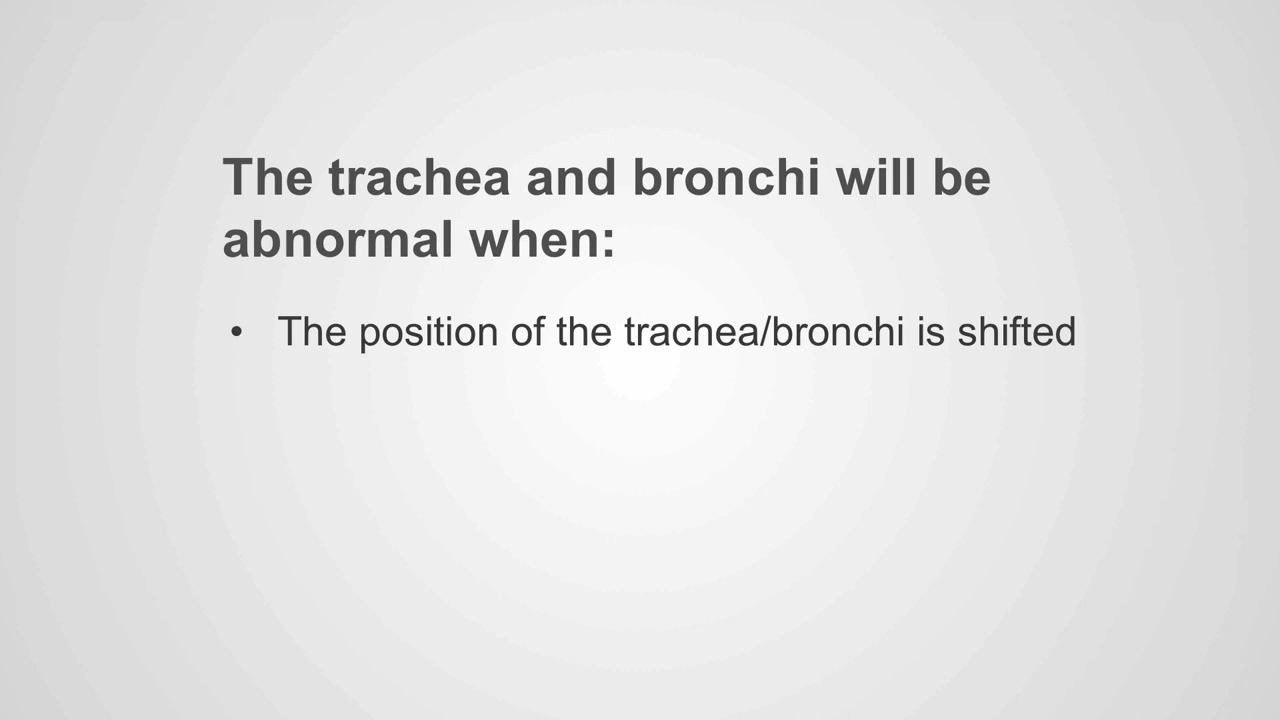 The trachea and bronchi will be
abnormal when:
• The position of the trachea/bronchi is shifted